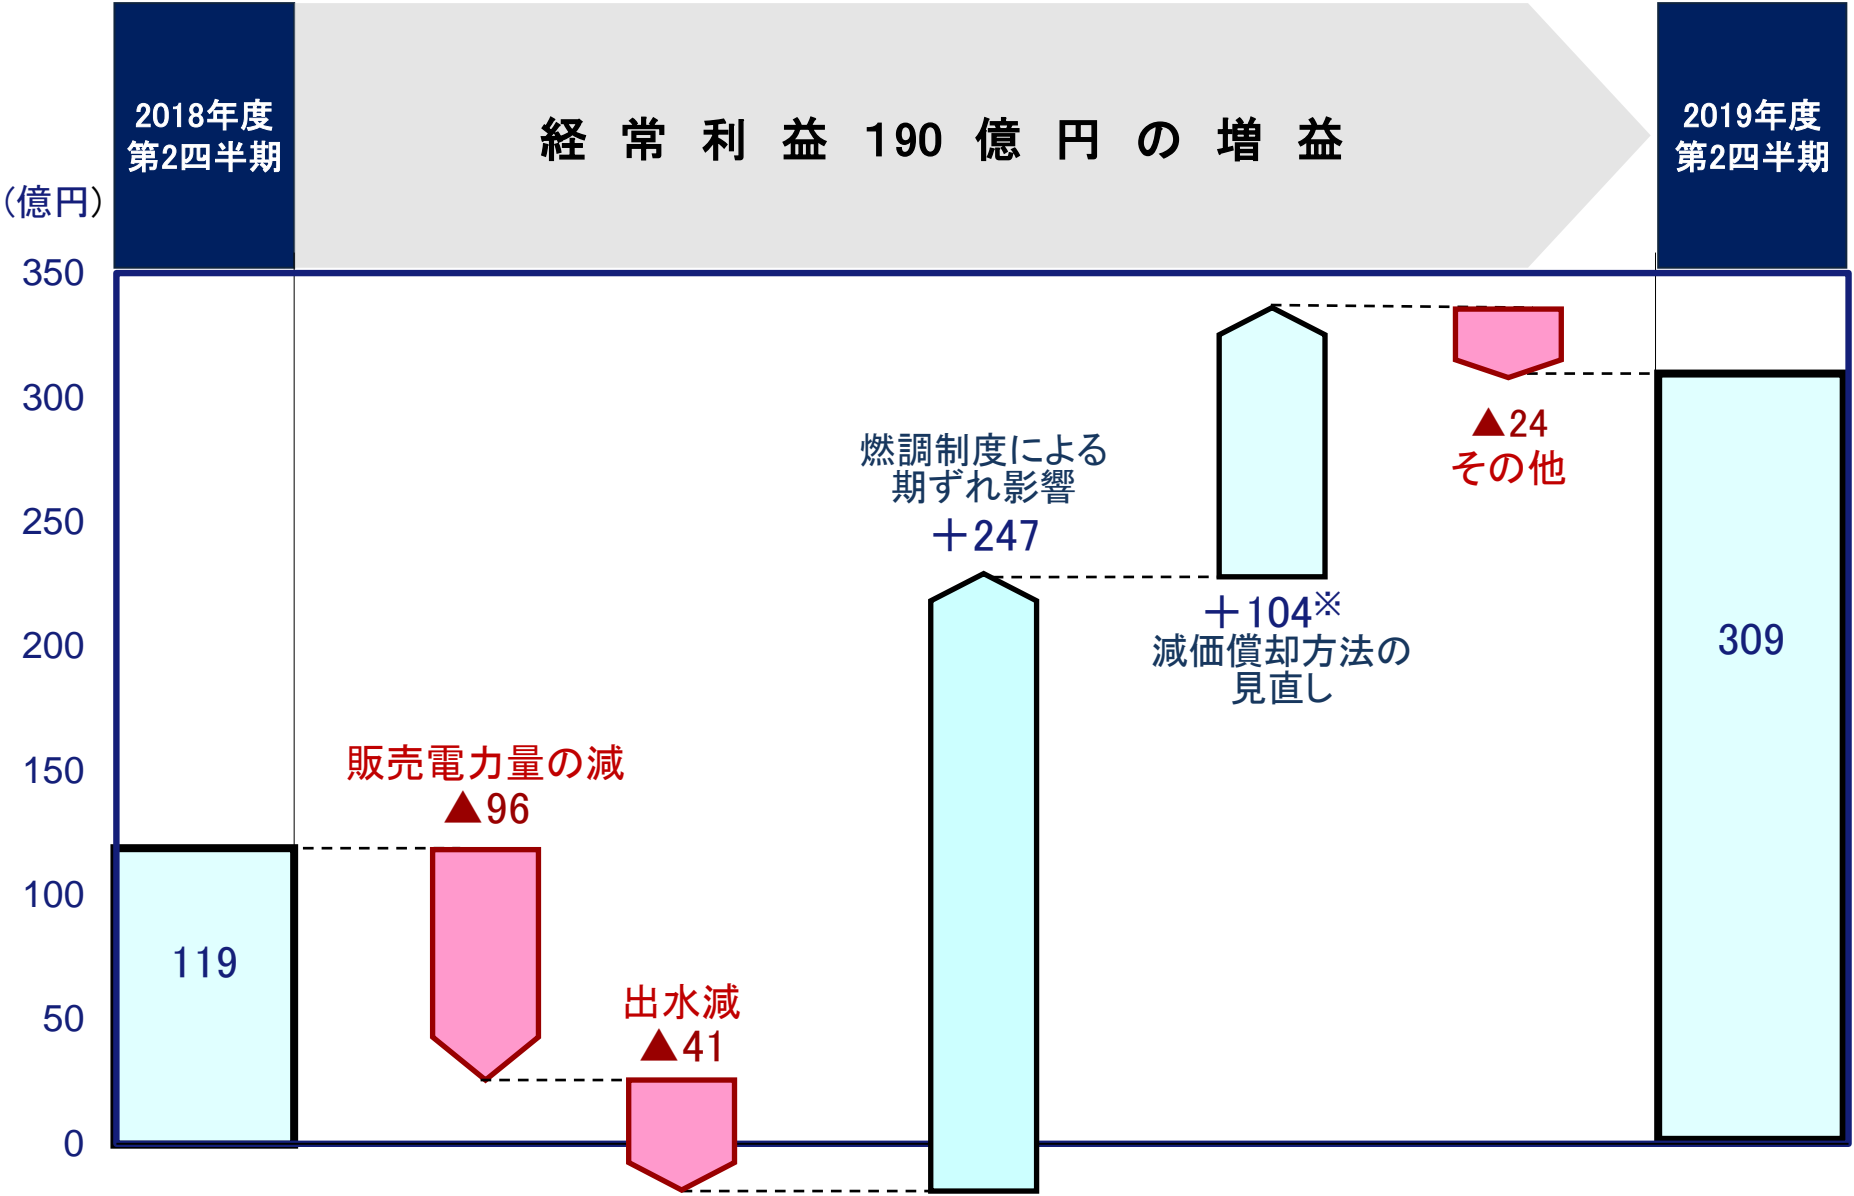 2018年度
第2四半期
経常利益190億円の増益
2019年度
第2四半期
(億円)
350
300
250
200
150
100
50
0
119
販売電力量の減
▲96
出水減
▲41
燃調制度による
期ずれ影響
＋247
＋104※
減価償却方法の
見直し
▲24
その他
309